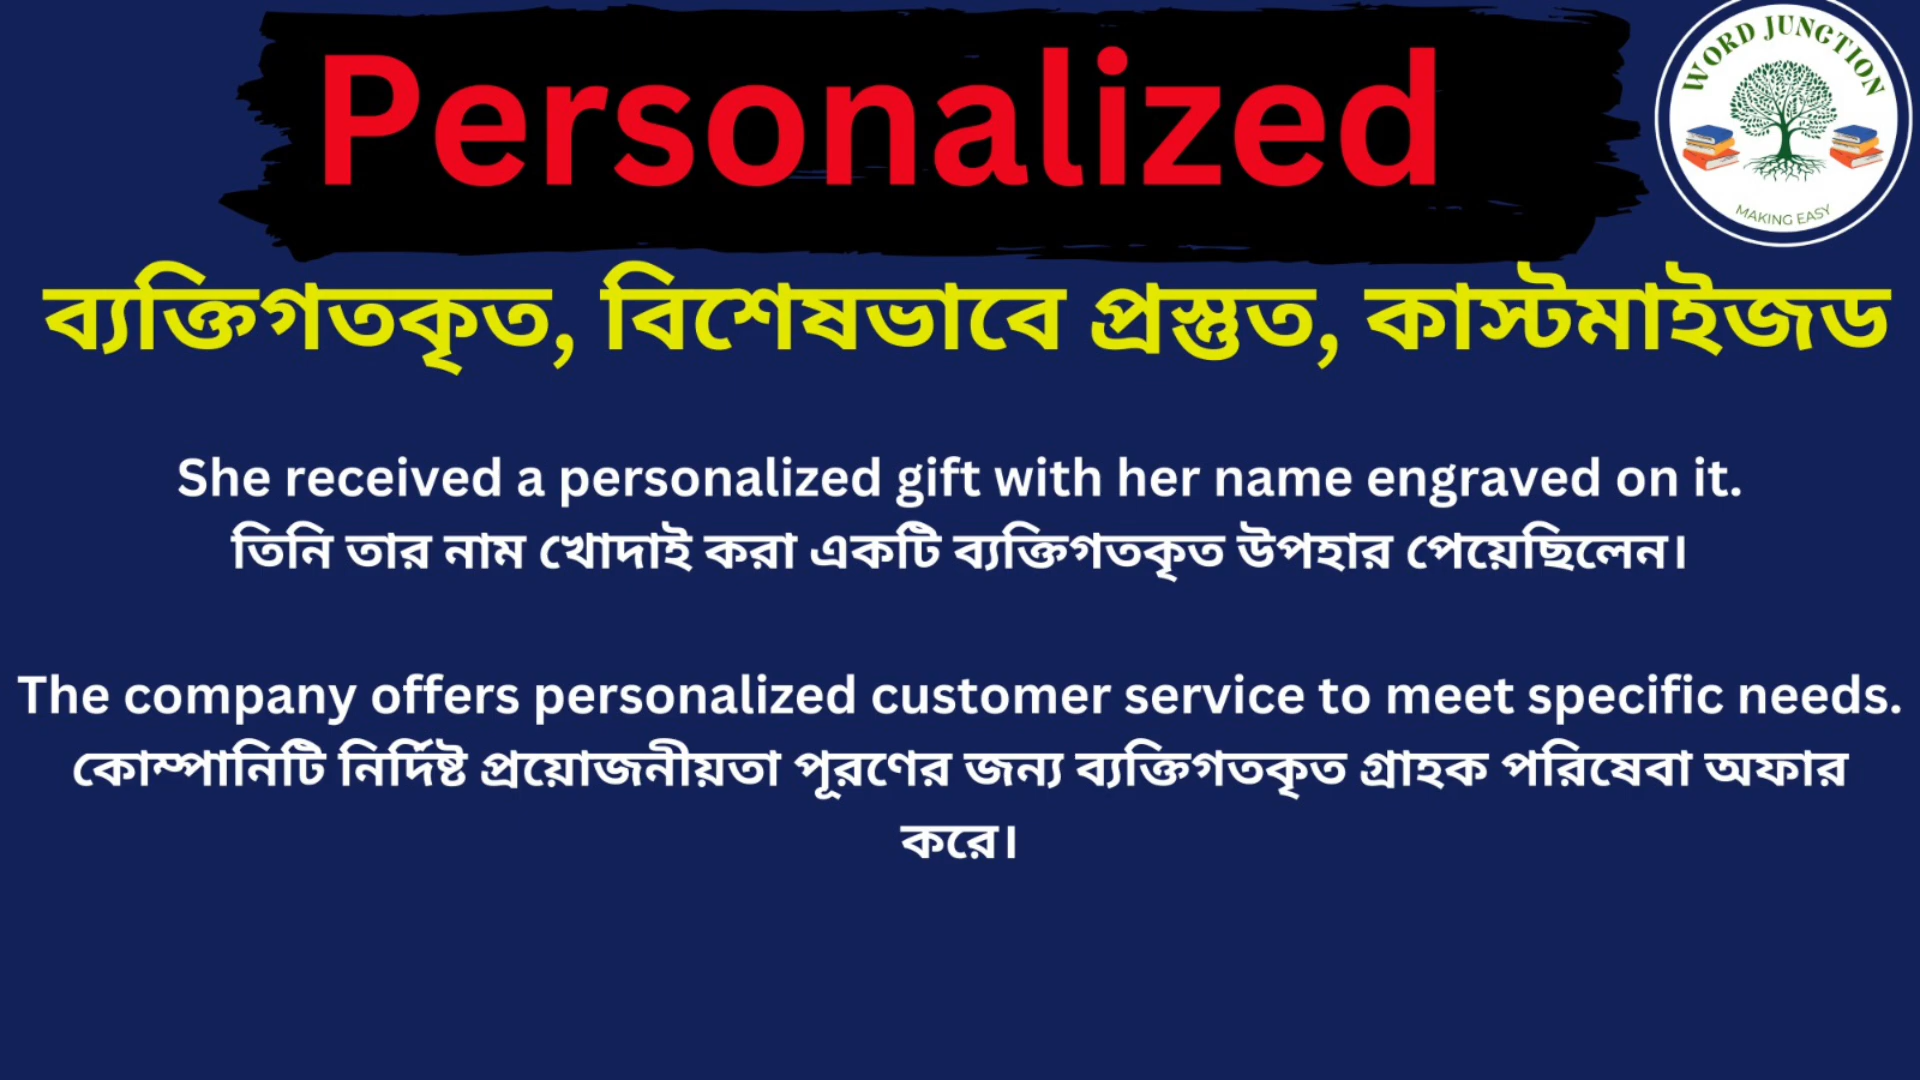 Personalized
WORD JUNCTION
MAKING EASY
ব্যক্তিগতকৃত, বিশেষভাবে প্রস্তুত, কাস্টমাইজড
She received a personalized gift with her name engraved on it.
তিনি তার নাম খোদাই করা একটি ব্যক্তিগতকৃত উপহার পেয়েছিলেন।
The company offers personalized customer service to meet specific needs.
কোম্পানিটি নির্দিষ্ট প্রয়োজনীয়তা পূরণের জন্য ব্যক্তিগতকৃত গ্রাহক পরিষেবা অফার
করে।